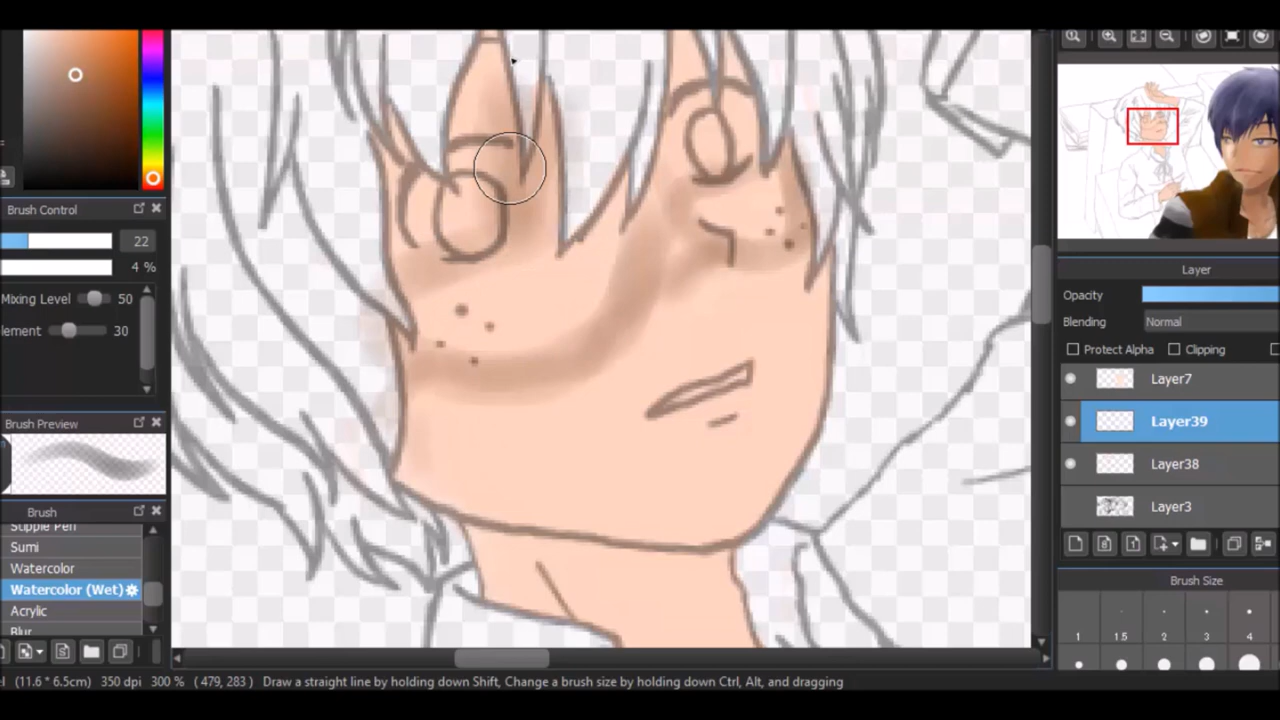 Brush Control
22
4 %
Mixing Level 50
lement 30
Brush Preview
Brush
Stipple Pen
Sumi
Watercolor
Watercolor (Wet)
Acrylic
Blur
Layer
Opacity
Blending Normal
Protect Alpha Clipping
Layer7
Layer39
Layer38
Layer3
Brush Size
1 1.5 2 3 4
el (11.6 * 6.5cm) 350 dpi 300 % ( 479, 283 ) Draw a straight line by holding down Shift, Change a brush size by holding down Ctrl, Alt, and dragging